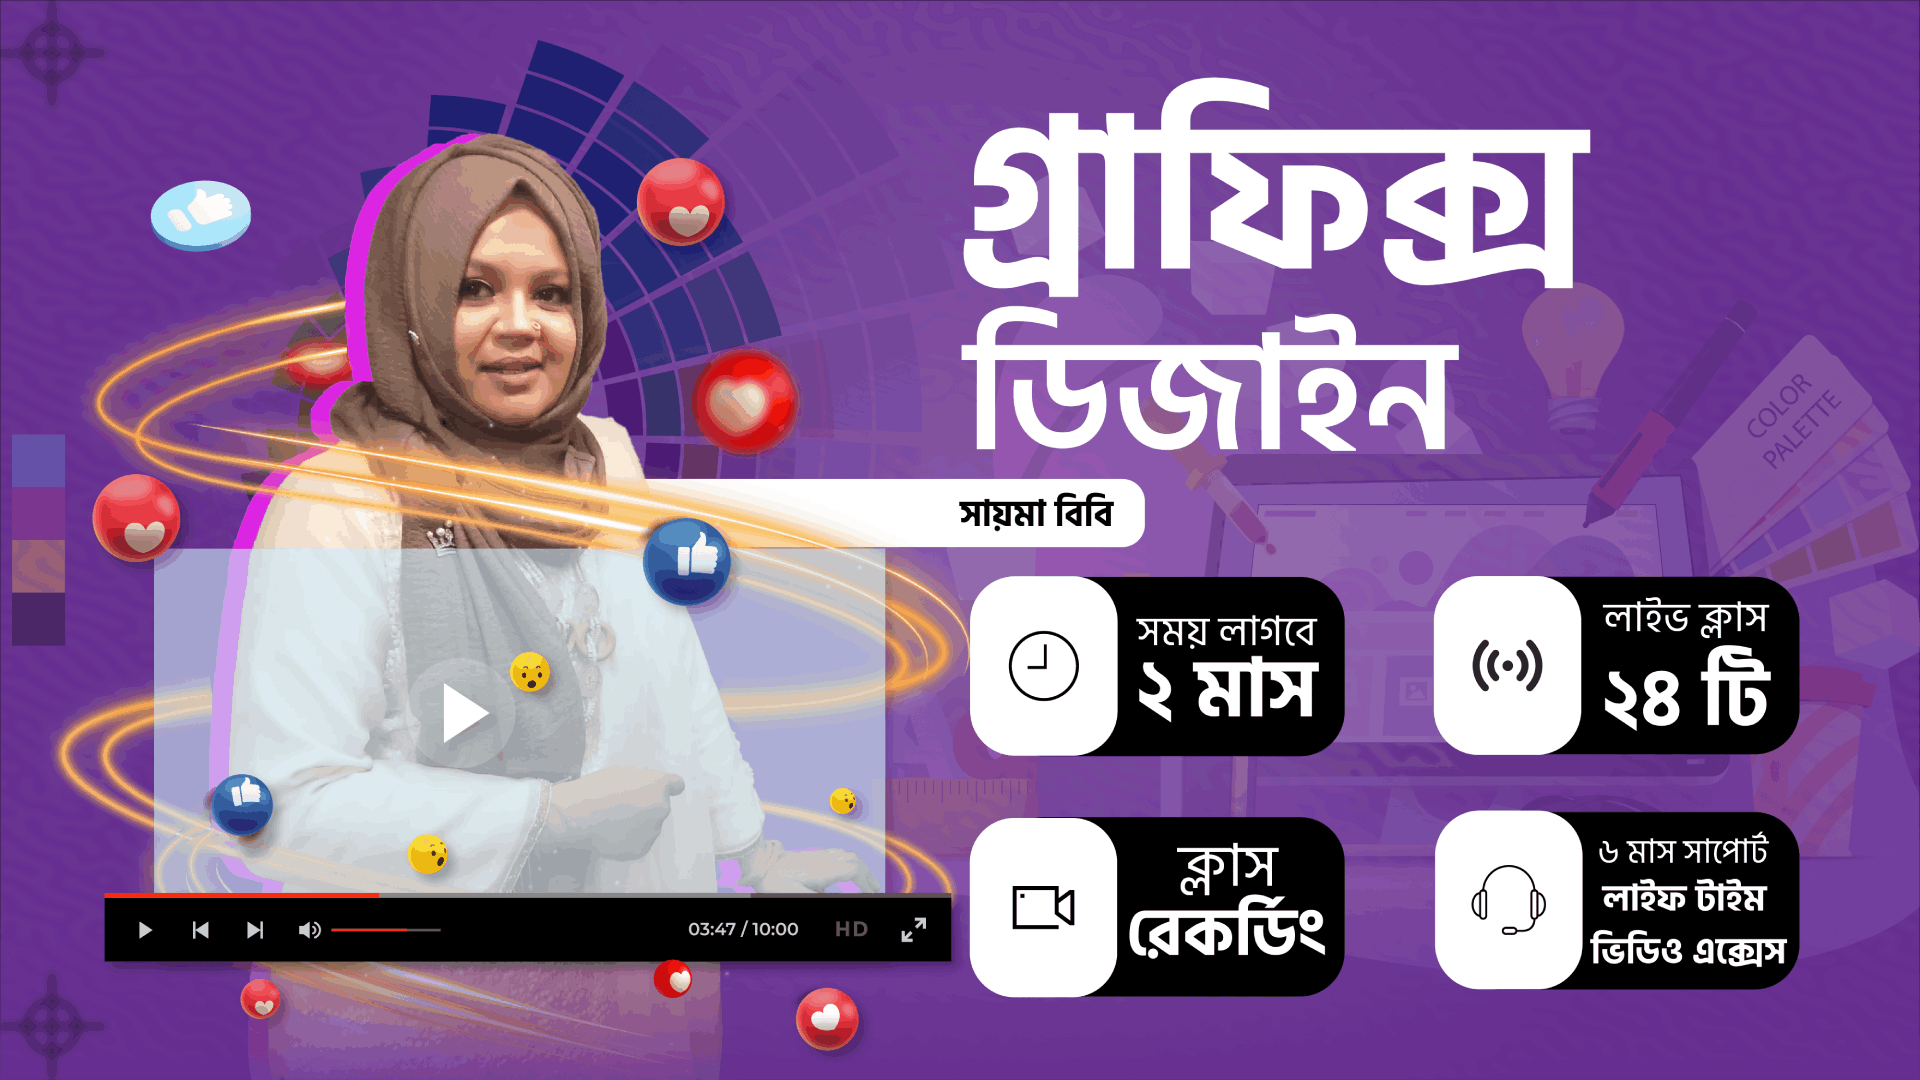 গ্রাফিক্স
ডিজাইন
সায়মা বিবি
সময় লাগবে
২ মাস
লাইভ ক্লাস
২৪ টি
ক্লাস
রেকর্ডিং
৬ মাস সাপোর্ট
লাইফ টাইম
ভিডিও এক্সেস
COLOR
PALETTE
03:47 / 10:00
HD